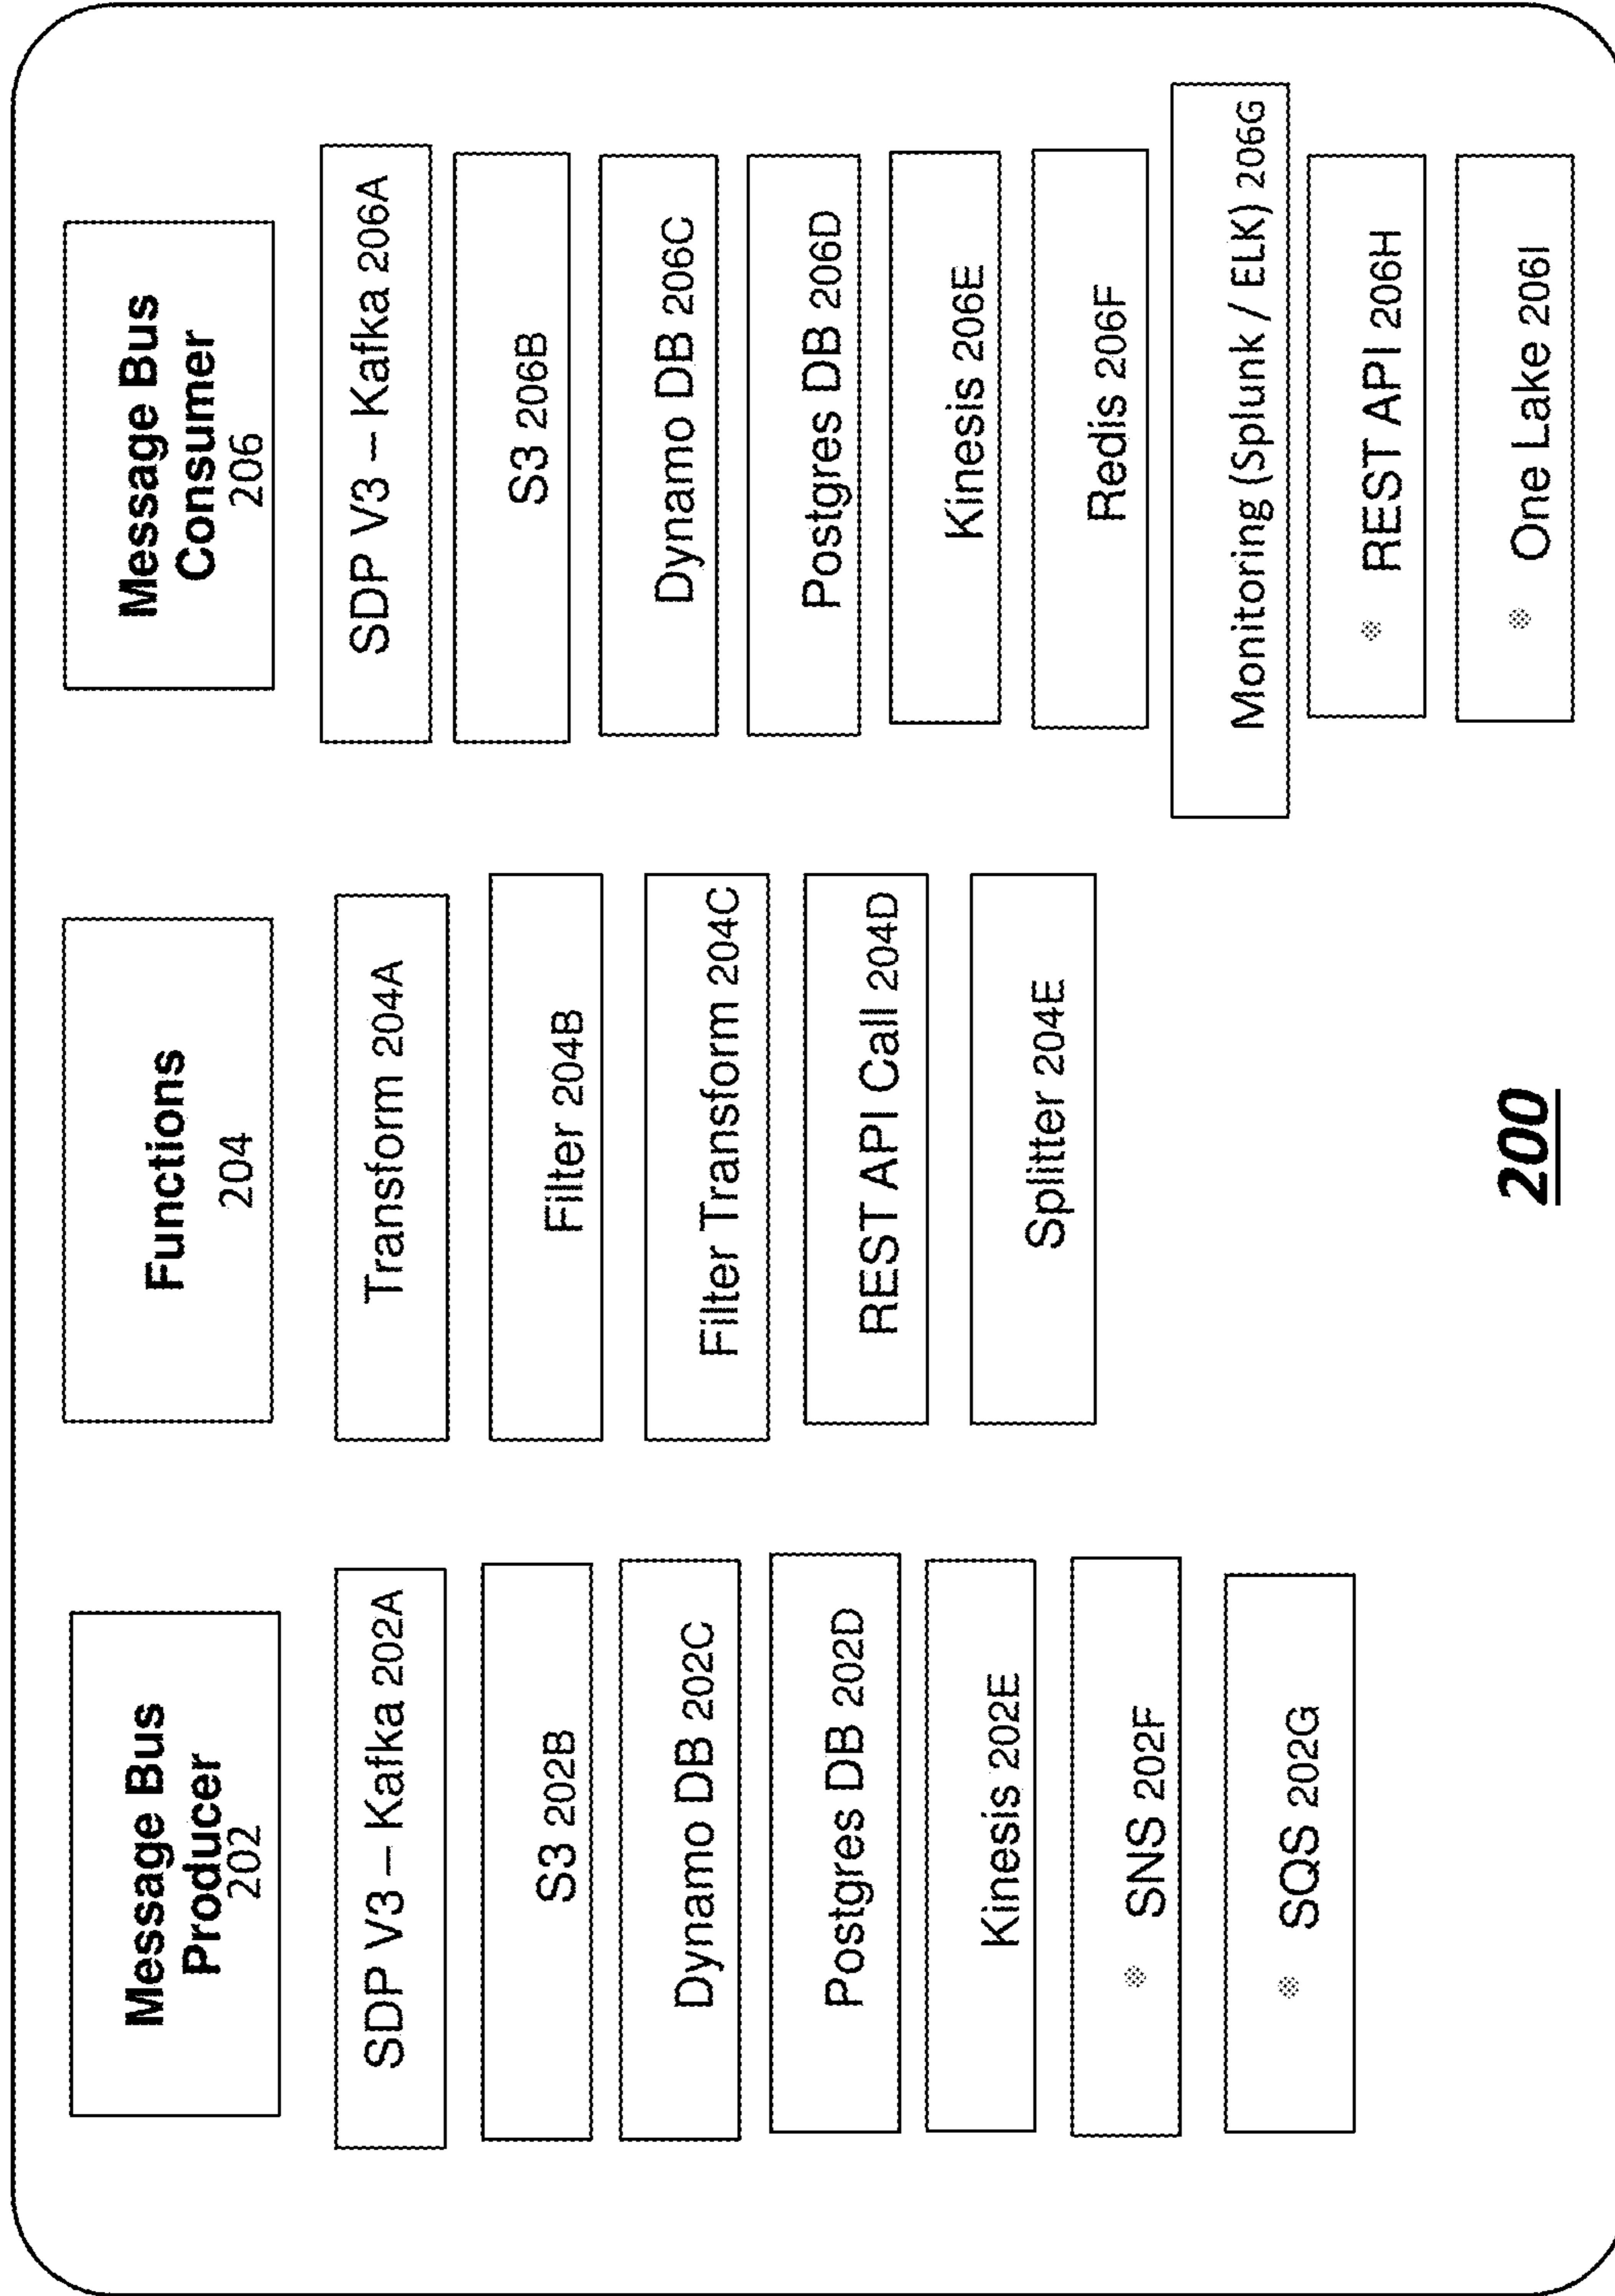 Message Bus
Producer
202
SDP V3 – Kafka 202A
S3 202B
Dynamo DB 202C
Postgres DB 202D
Kinesis 202E
SNS 202F
SQS 202G
Functions
204
Transform 204A
Filter 204B
Filter Transform 204C
REST API Call 204D
Splitter 204E
Message Bus
Consumer
206
SDP V3 – Kafka 206A
S3 206B
Dynamo DB 206C
Postgres DB 206D
Kinesis 206E
Redis 206F
Monitoring (Splunk / ELK) 206G
REST API 206H
One Lake 206I
200